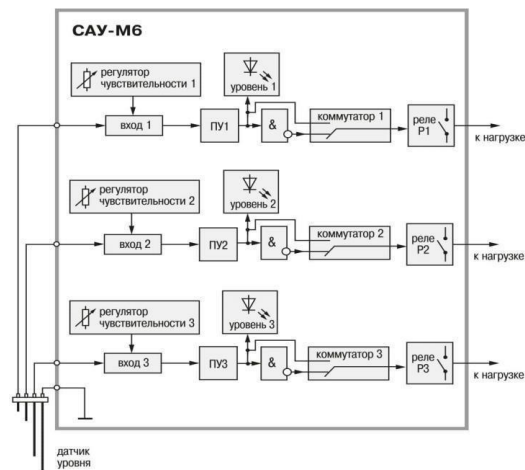 САУ-М6
регулятор
чувствительности 1
уровень 1
вход 1
ПУ1
&
коммутатор 1
реле
Р1
к нагрузке
регулятор
чувствительности 2
уровень 2
вход 2
ПУ2
&
коммутатор 2
реле
Р2
к нагрузке
регулятор
чувствительности 3
уровень 3
вход 3
ПУ3
&
коммутатор 3
реле
Р3
к нагрузке
датчик
уровня